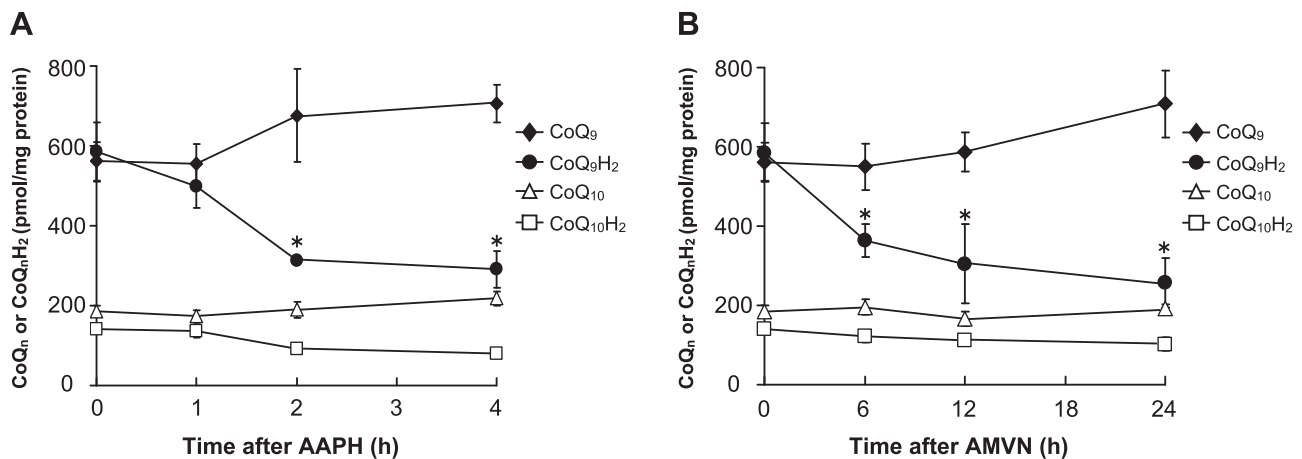 A
CoQₙ or CoQₙH₂ (pmol/mg protein)
800
600
400
200
0
*
*
0 1 2 3 4
Time after AAPH (h)
CoQ₉
CoQ₉H₂
CoQ₁₀
CoQ₁₀H₂
B
CoQₙ or CoQₙH₂ (pmol/mg protein)
800
600
400
200
0
*
*
*
0 6 12 18 24
Time after AMVN (h)
CoQ₉
CoQ₉H₂
CoQ₁₀
CoQ₁₀H₂